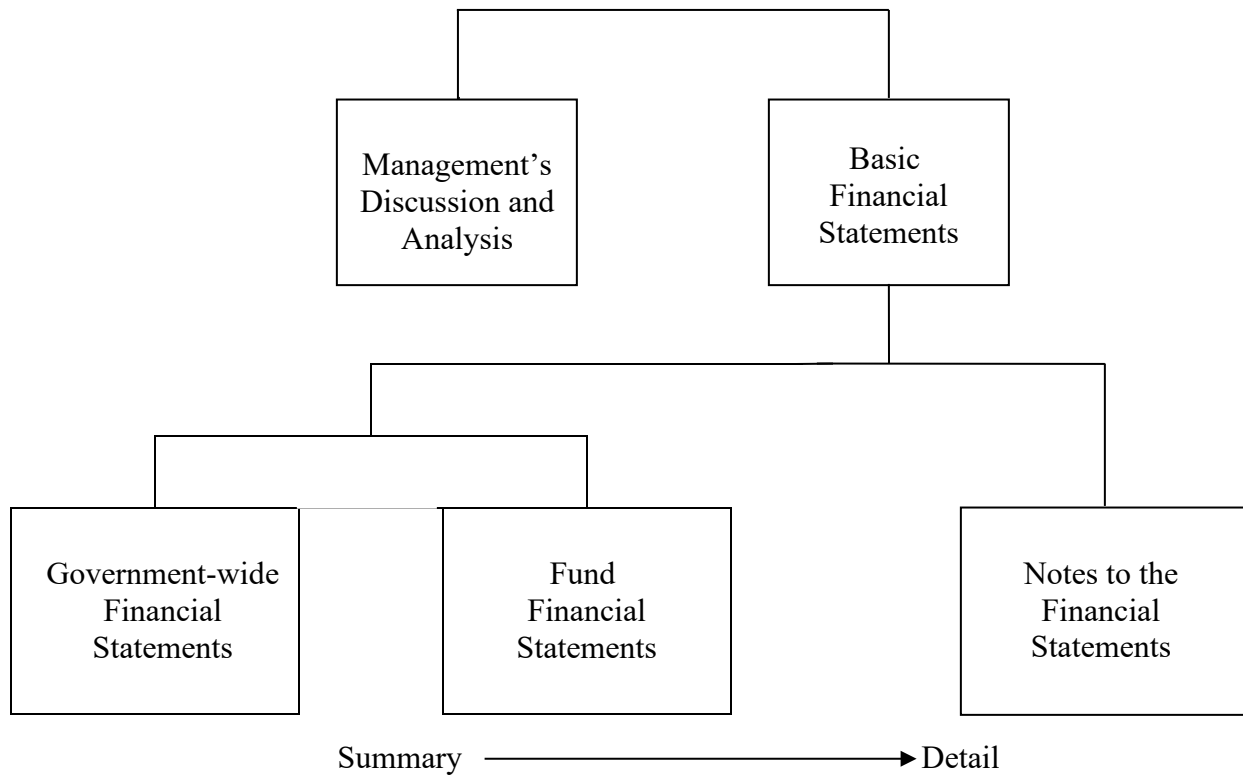 Management’s
Discussion and
Analysis
Basic
Financial
Statements
Government-wide
Financial
Statements
Fund
Financial
Statements
Notes to the
Financial
Statements
Summary
Detail